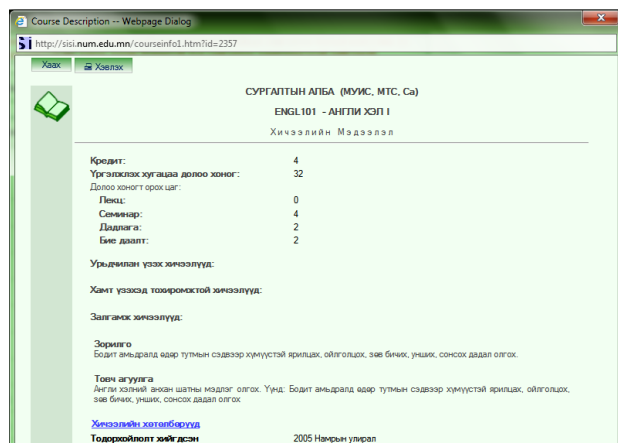 Course Description -- Webpage Dialog
http://sisi.num.edu.mn/courseinfo1.htm?id=2357
Хаах Хэвлэх
СУРГАЛТЫН АЛБА (МУИС, МТС, Са)
ENGL101 - АНГЛИ ХЭЛ I
Хичээлийн Мэдээлэл
Кредит: 4
Үргэлжлэх хугацаа долоо хоног: 32
Долоо хоногт орох цаг:
Лекц: 0
Семинар: 4
Дадлага: 2
Бие даалт: 2
Урьдчилан үзэх хичээлүүд:
Хамт үзэхэд тохиромжтой хичээлүүд:
Залгамж хичээлүүд:
Зорилго
Бодит амьдралд өдөр тутмын сэдвээр хүмүүстэй ярилцах, ойлголцох, зөв бичих, унших, сонсох дадал олгох.
Товч агуулга
Англи хэлний анхан шатны мэдлэг олгох. Үүнд: Бодит амьдралд өдөр тутмын сэдвээр хүмүүстэй ярилцах, ойлголцох,
зөв бичих, унших, сонсох дадал олгох
Хичээлийн хөтөлбөрүүд
Тодорхойлолт хийгдсэн 2005 Намрын улирал